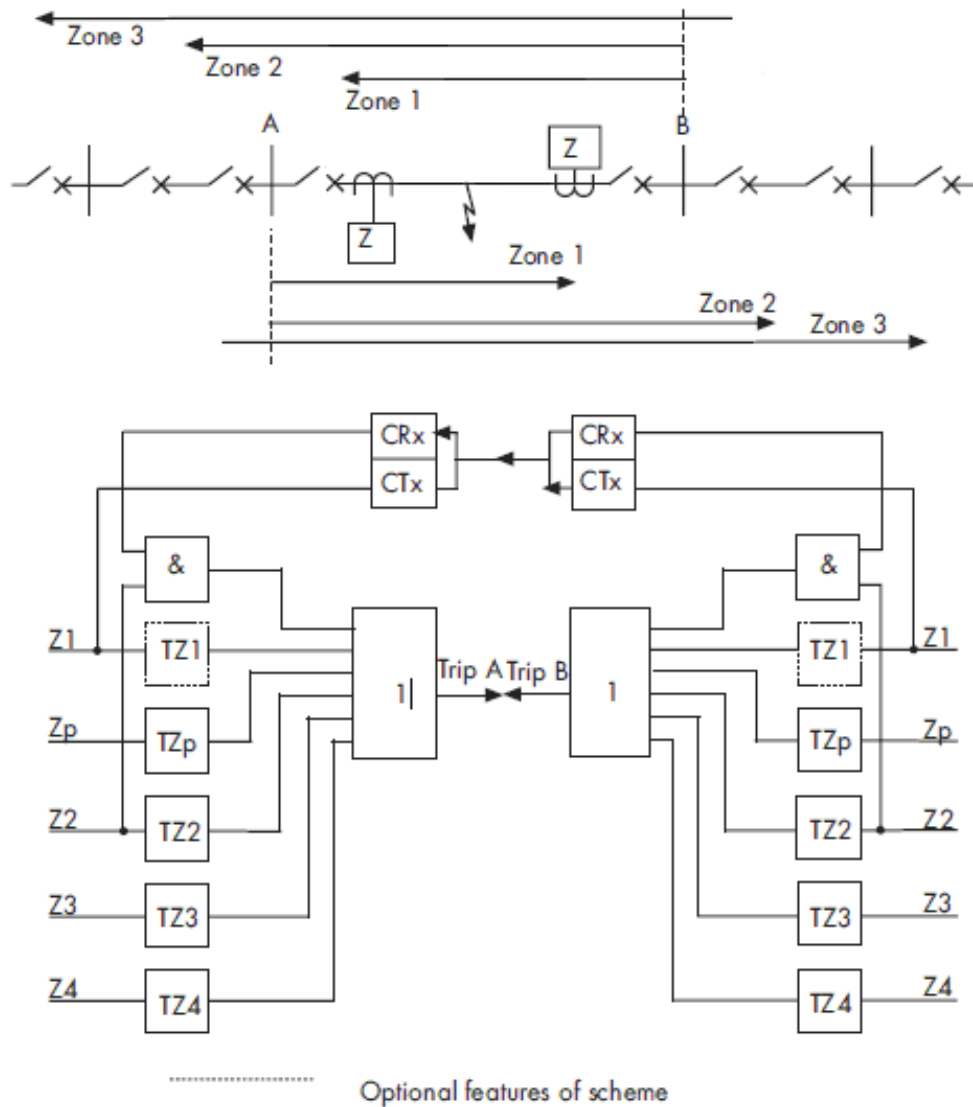 Zone 3
Zone 2
Zone 1
A
B
Z
Z
Zone 1
Zone 2
Zone 3
CRx
CRx
CTx
CTx
&
&
Z1
TZ1
TZ1
Z1
Trip A
Trip B
1
1
Zp
TZp
TZp
Zp
Z2
TZ2
TZ2
Z2
Z3
TZ3
TZ3
Z3
Z4
TZ4
TZ4
Z4
Optional features of scheme